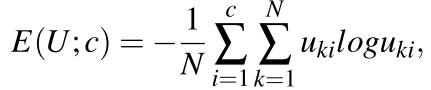 E(U;c) = -\frac{1}{N} \sum_{i=1}^{c} \sum_{k=1}^{N} u_{ki} log u_{ki},